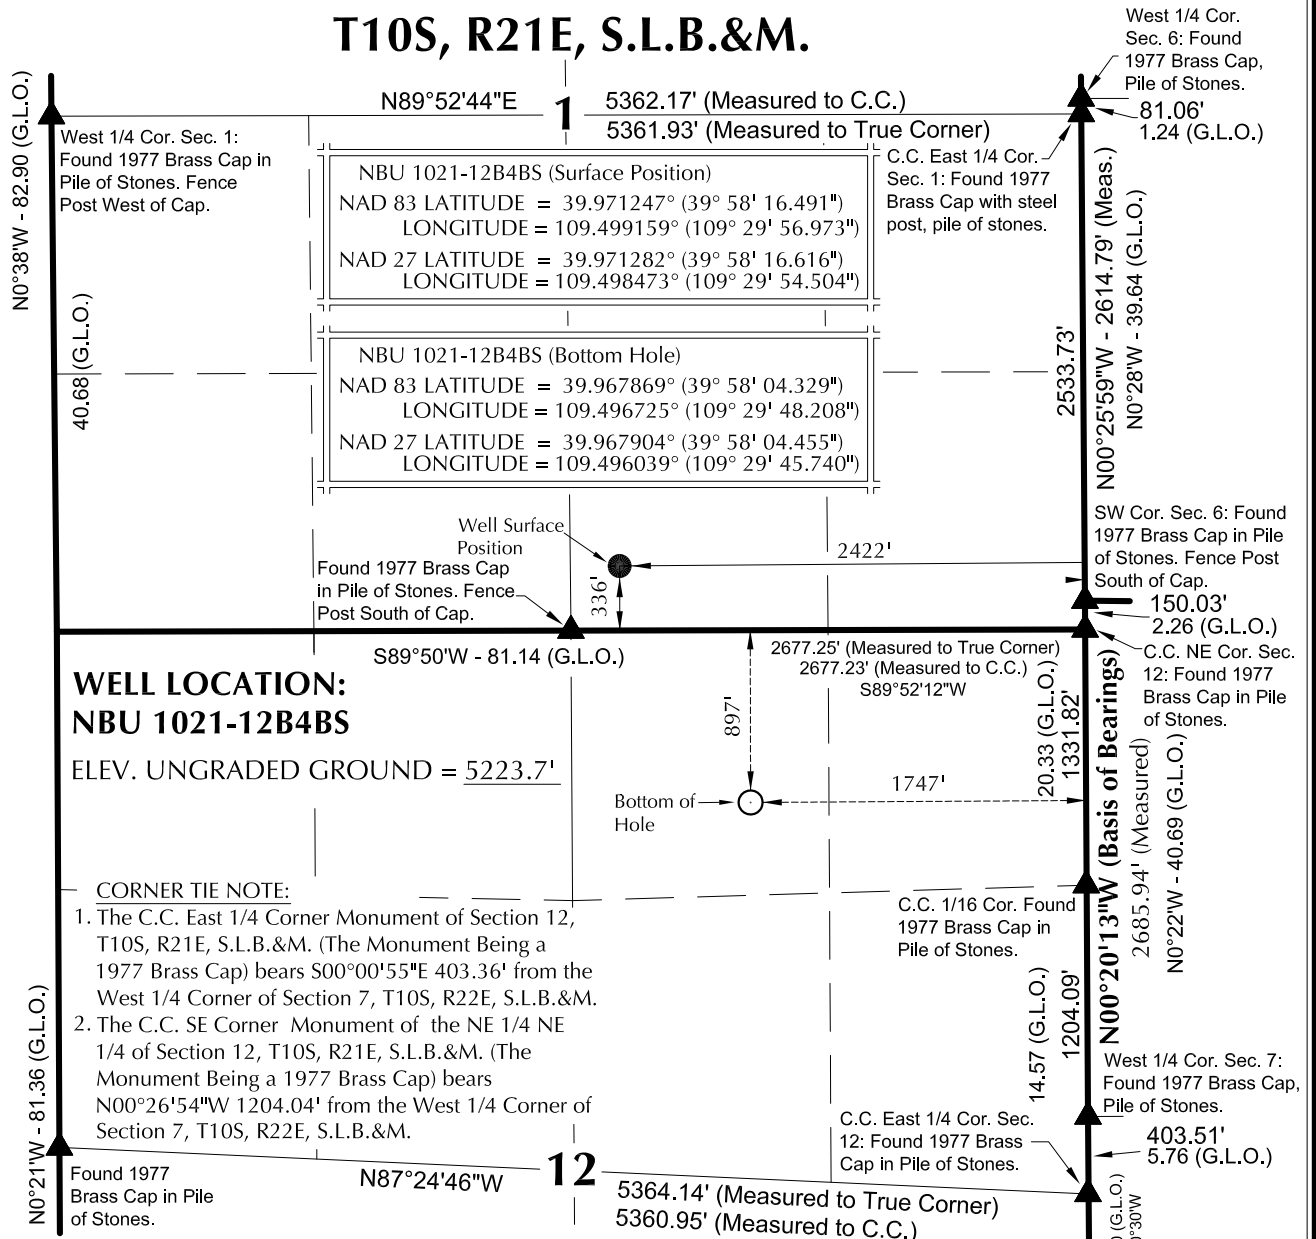 T10S, R21E, S.L.B.&M.
West 1/4 Cor.
Sec. 6: Found
1977 Brass Cap,
Pile of Stones.
N0°38'W - 82.90 (G.L.O.)
N89°52'44"E
1
5362.17' (Measured to C.C.)
5361.93' (Measured to True Corner)
81.06'
1.24 (G.L.O.)
West 1/4 Cor. Sec. 1:
Found 1977 Brass Cap in
Pile of Stones. Fence
Post West of Cap.
NBU 1021-12B4BS (Surface Position)
NAD 83 LATITUDE = 39.971247° (39° 58' 16.491")
LONGITUDE = 109.499159° (109° 29' 56.973")
NAD 27 LATITUDE = 39.971282° (39° 58' 16.616")
LONGITUDE = 109.498473° (109° 29' 54.504")
C.C. East 1/4 Cor.
Sec. 1: Found 1977
Brass Cap with steel
post, pile of stones.
N00°25'59"W - 2614.79' (Meas.)
N0°28'W - 39.64 (G.L.O.)
2533.73'
40.68 (G.L.O.)
NBU 1021-12B4BS (Bottom Hole)
NAD 83 LATITUDE = 39.967869° (39° 58' 04.329")
LONGITUDE = 109.496725° (109° 29' 48.208")
NAD 27 LATITUDE = 39.967904° (39° 58' 04.455")
LONGITUDE = 109.496039° (109° 29' 45.740")
Well Surface
Position
Found 1977 Brass Cap
in Pile of Stones. Fence
Post South of Cap.
336'
2422'
SW Cor. Sec. 6: Found
1977 Brass Cap in Pile
of Stones. Fence Post
South of Cap.
150.03'
2.26 (G.L.O.)
S89°50'W - 81.14 (G.L.O.)
2677.25' (Measured to True Corner)
2677.23' (Measured to C.C.)
S89°52'12"W
C.C. NE Cor. Sec.
12: Found 1977
Brass Cap in Pile
of Stones.
WELL LOCATION:
NBU 1021-12B4BS
ELEV. UNGRADED GROUND = 5223.7'
897'
1747'
Bottom of
Hole
20.33 (G.L.O.)
1331.82'
N00°20'13"W (Basis of Bearings)
2685.94' (Measured)
N0°22'W - 40.69 (G.L.O.)
CORNER TIE NOTE:
1. The C.C. East 1/4 Corner Monument of Section 12,
T10S, R21E, S.L.B.&M. (The Monument Being a
1977 Brass Cap) bears S00°00'55"E 403.36' from the
West 1/4 Corner of Section 7, T10S, R22E, S.L.B.&M.
2. The C.C. SE Corner Monument of the NE 1/4 NE
1/4 of Section 12, T10S, R21E, S.L.B.&M. (The
Monument Being a 1977 Brass Cap) bears
N00°26'54"W 1204.04' from the West 1/4 Corner of
Section 7, T10S, R22E, S.L.B.&M.
C.C. 1/16 Cor. Found
1977 Brass Cap in
Pile of Stones.
14.57 (G.L.O.)
1204.09'
West 1/4 Cor. Sec. 7:
Found 1977 Brass Cap,
Pile of Stones.
C.C. East 1/4 Cor. Sec.
12: Found 1977 Brass
Cap in Pile of Stones.
403.51'
5.76 (G.L.O.)
N0°21'W - 81.36 (G.L.O.)
Found 1977
Brass Cap in Pile
of Stones.
N87°24'46"W
12
5364.14' (Measured to True Corner)
5360.95' (Measured to C.C.)
(G.L.O.)
°30'W